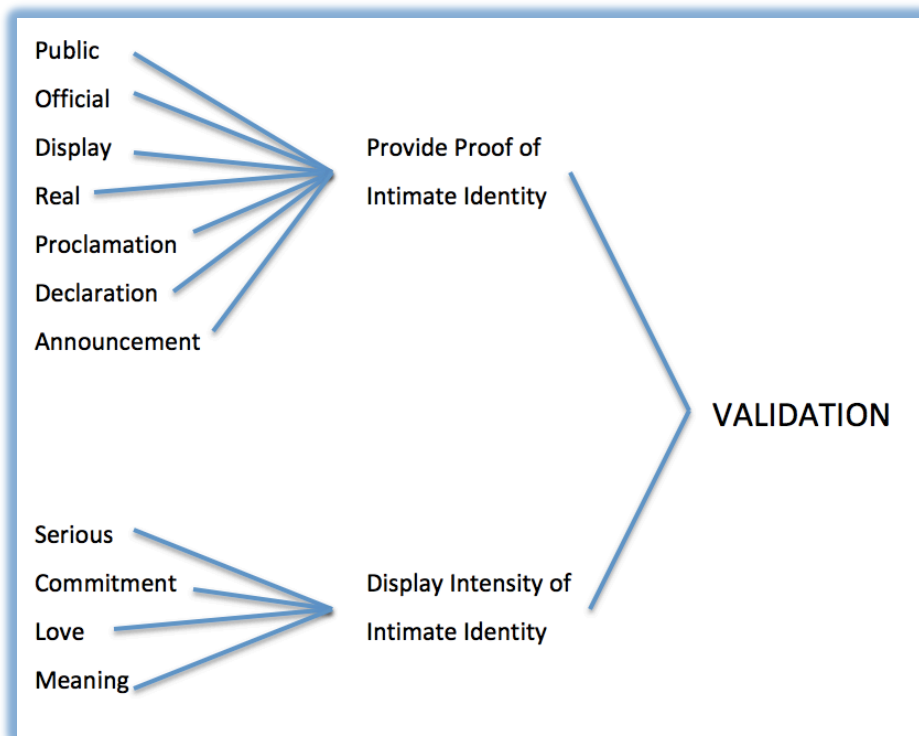 Public
Official
Display
Real
Proclamation
Declaration
Announcement
Provide Proof of
Intimate Identity
Serious
Commitment
Love
Meaning
Display Intensity of
Intimate Identity
VALIDATION